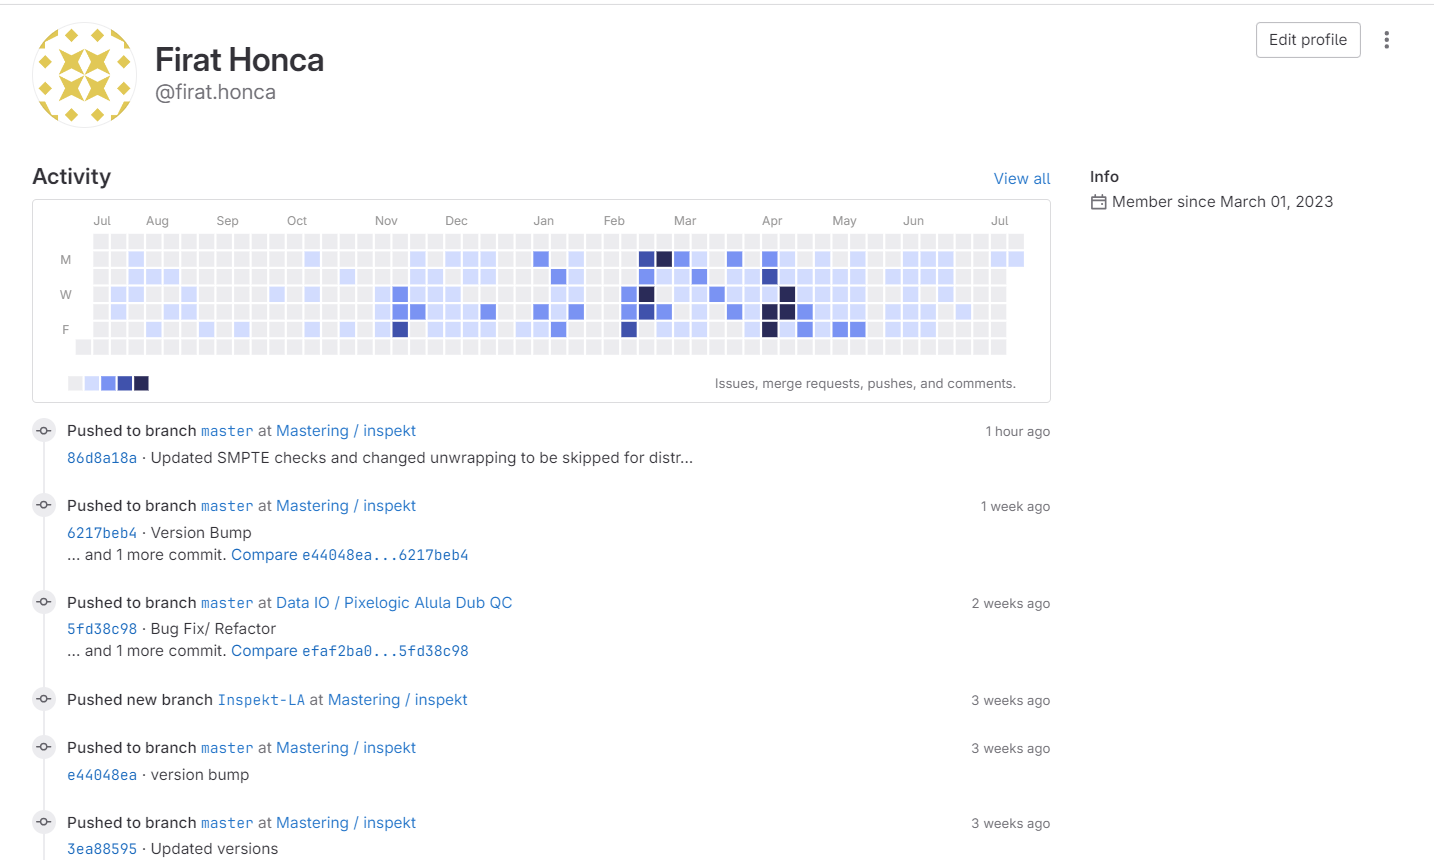 Firat Honca
@firat.honca
Edit profile
Activity
View all
Jul Aug Sep Oct Nov Dec Jan Feb Mar Apr May Jun Jul
M
W
F
Issues, merge requests, pushes, and comments.
Info
Member since March 01, 2023
Pushed to branch master at Mastering / inspekt 1 hour ago
86d8a18a · Updated SMPTE checks and changed unwrapping to be skipped for distr...
Pushed to branch master at Mastering / inspekt 1 week ago
6217beb4 · Version Bump
... and 1 more commit. Compare e44048ea...6217beb4
Pushed to branch master at Data IO / Pixelogic Alula Dub QC 2 weeks ago
5fd38c98 · Bug Fix/ Refactor
... and 1 more commit. Compare efaf2ba0...5fd38c98
Pushed new branch Inspekt-LA at Mastering / inspekt 3 weeks ago
Pushed to branch master at Mastering / inspekt 3 weeks ago
e44048ea · version bump
Pushed to branch master at Mastering / inspekt 3 weeks ago
3ea88595 · Updated versions